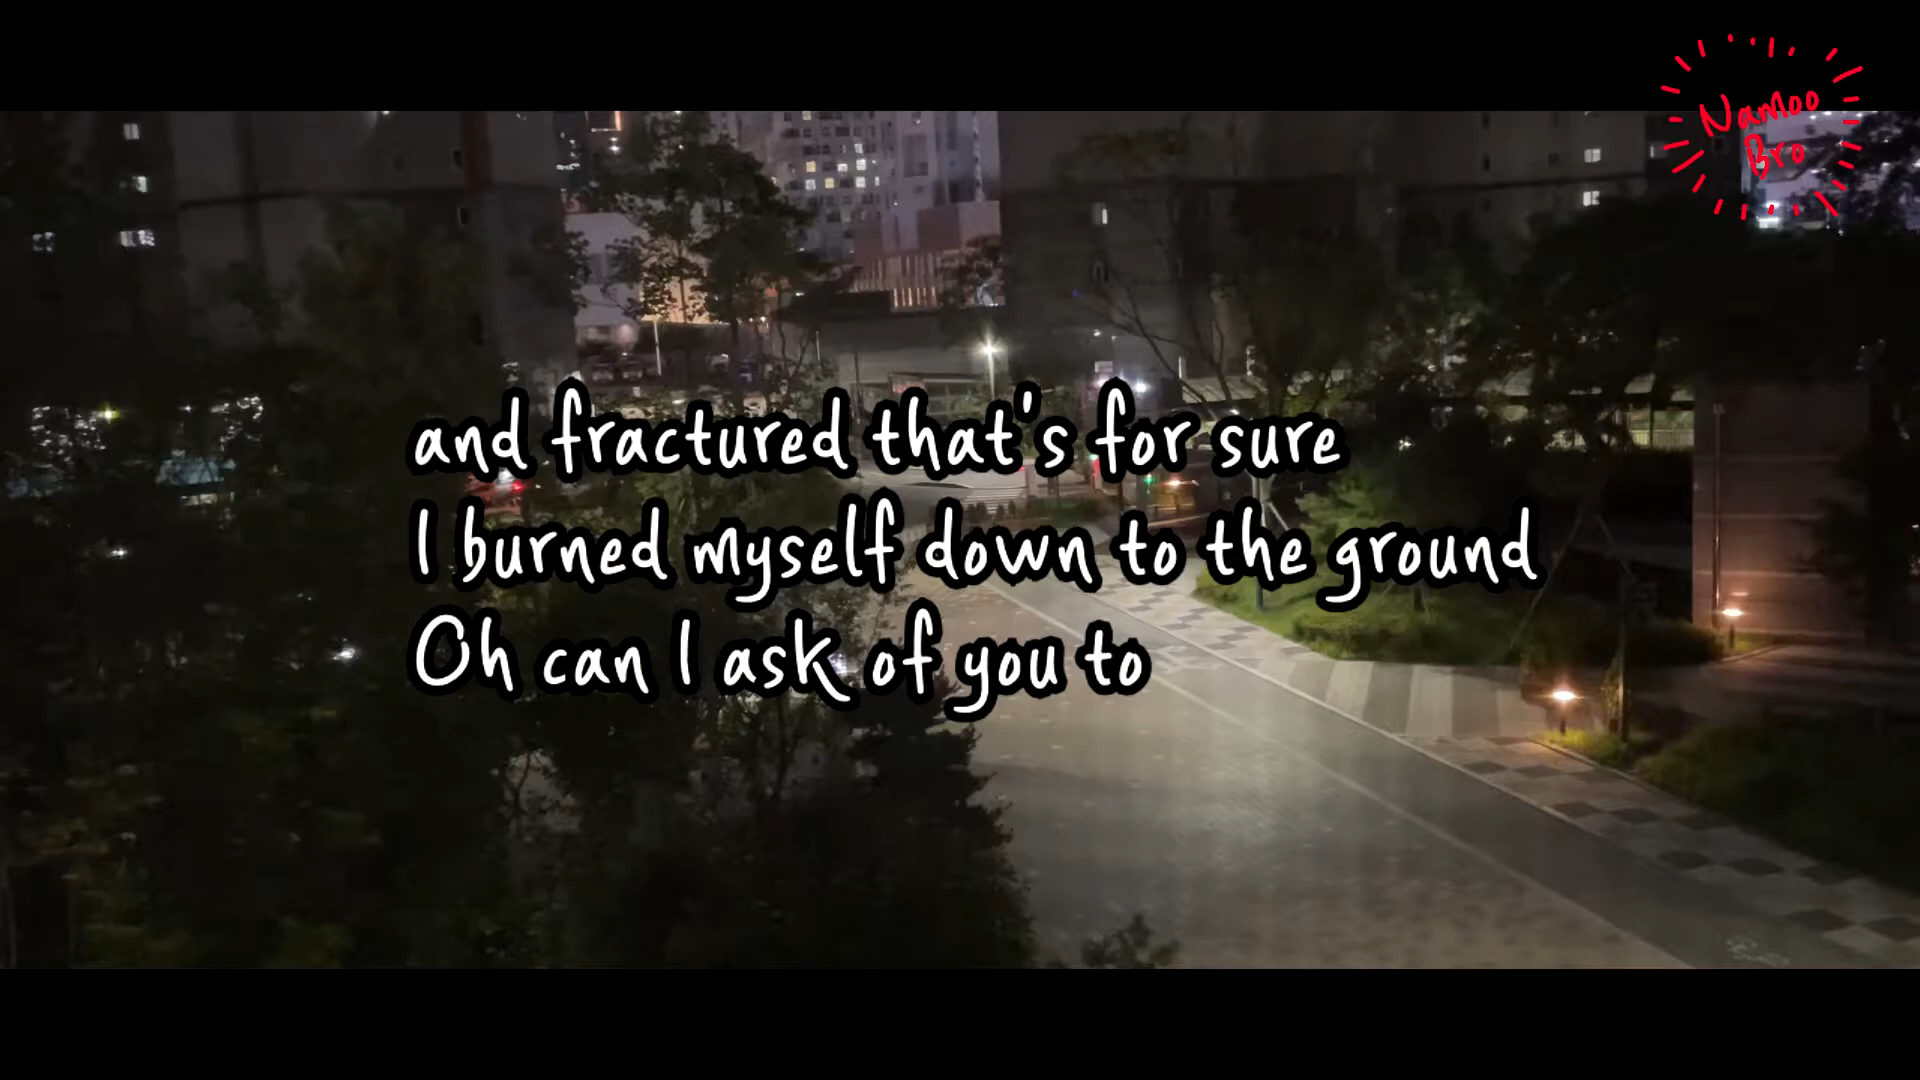 Namoo
Bro
and fractured that's for sure
I burned myself down to the ground
Oh can I ask of you to